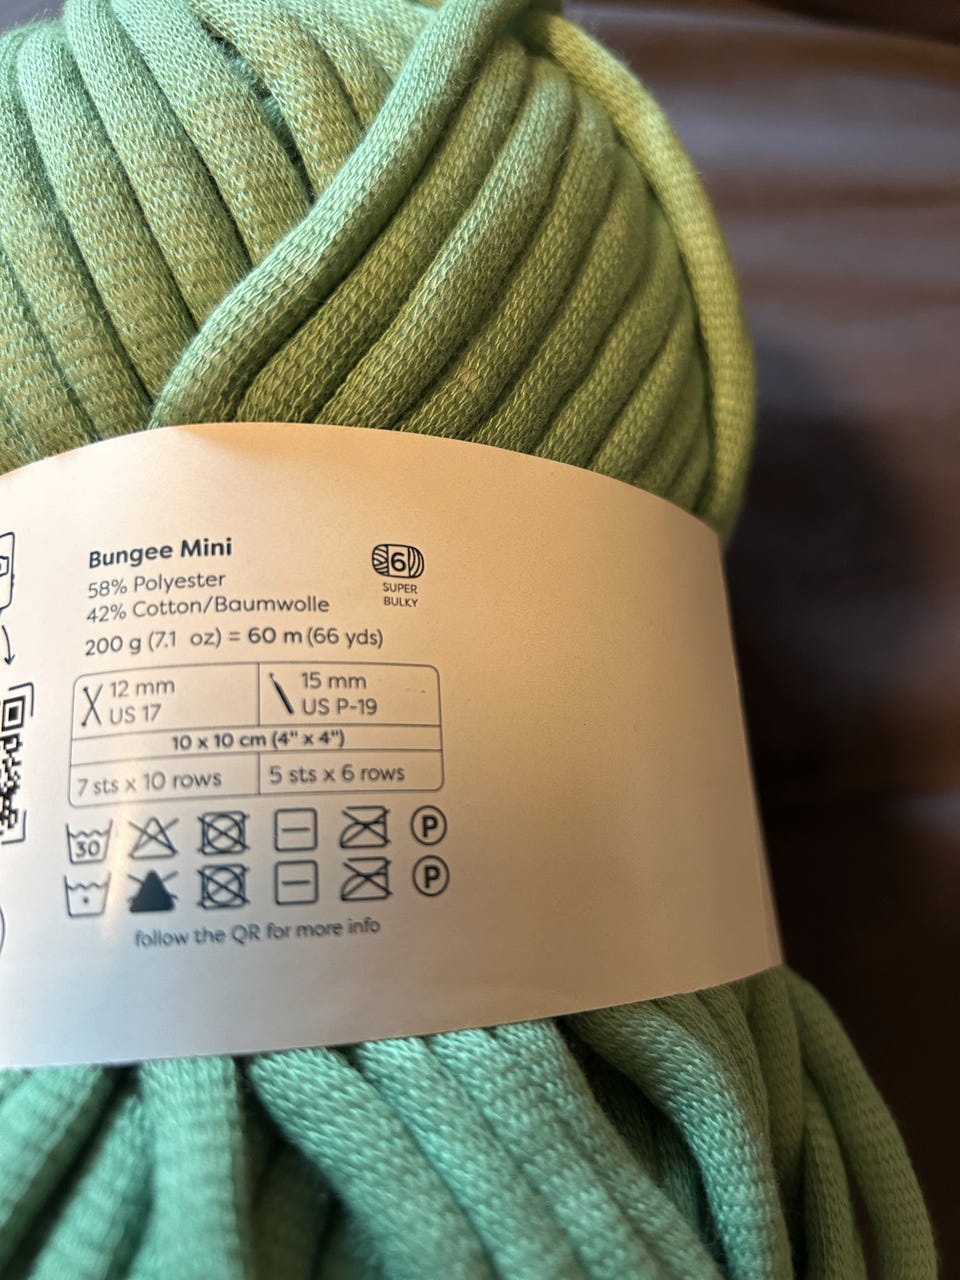 Bungee Mini
58% Polyester
42% Cotton/Baumwolle
200 g (7.1 oz) = 60 m (66 yds)
6
SUPER
BULKY
12 mm
US 17
15 mm
US P-19
10 x 10 cm (4" x 4")
7 sts x 10 rows
5 sts x 6 rows
30
P
P
follow the QR for more info